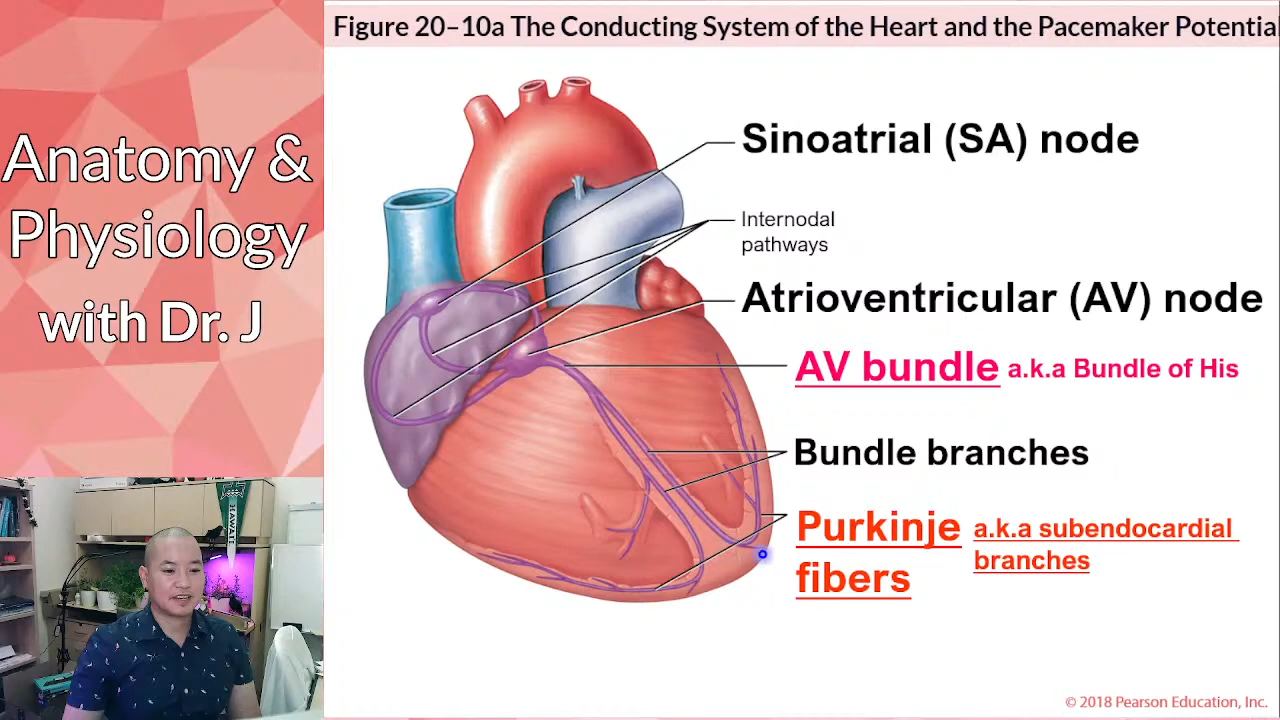 Anatomy &
Physiology
with Dr. J
HAWAII
Figure 20–10a The Conducting System of the Heart and the Pacemaker Potential
Sinoatrial (SA) node
Internodal
pathways
Atrioventricular (AV) node
AV bundle a.k.a Bundle of His
Bundle branches
Purkinje a.k.a subendocardial
fibers branches
© 2018 Pearson Education, Inc.